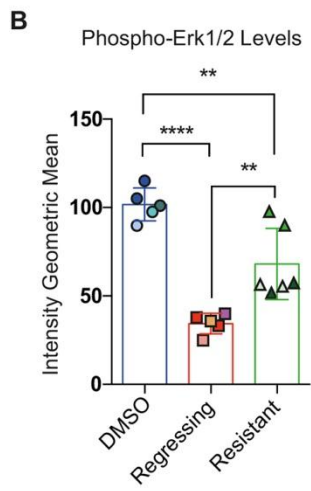 B
Phospho-Erk1/2 Levels
**
****
**
Intensity Geometric Mean
150
100
50
0
DMSO
Regressing
Resistant